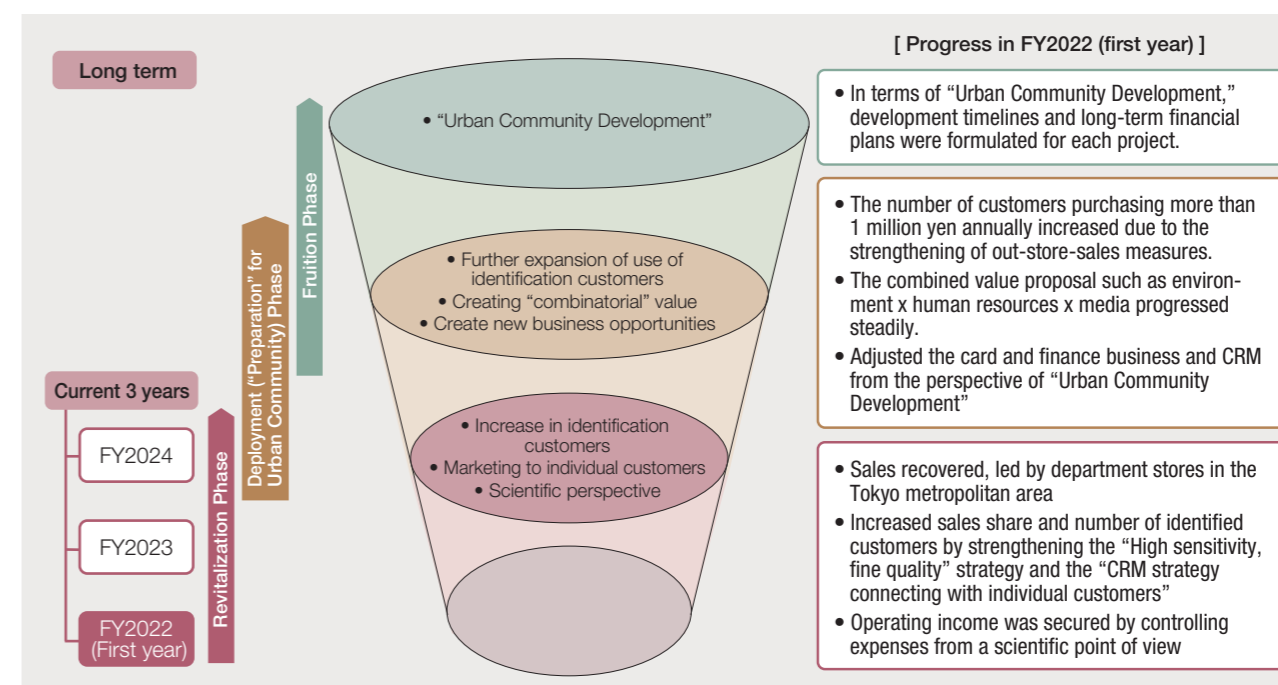 Long term
Current 3 years
FY2024
FY2023
FY2022
(First year)
Revitalization Phase
Deployment (“Preparation” for
Urban Community) Phase
Fruition Phase
• “Urban Community Development”
• Further expansion of use of
identification customers
• Creating “combinatorial” value
• Create new business opportunities
• Increase in identification
customers
• Marketing to individual customers
• Scientific perspective
[ Progress in FY2022 (first year) ]
• In terms of “Urban Community Development,”
development timelines and long-term financial
plans were formulated for each project.
• The number of customers purchasing more than
1 million yen annually increased due to the
strengthening of out-store-sales measures.
• The combined value proposal such as environ-
ment x human resources x media progressed
steadily.
• Adjusted the card and finance business and CRM
from the perspective of “Urban Community
Development”
• Sales recovered, led by department stores in the
Tokyo metropolitan area
• Increased sales share and number of identified
customers by strengthening the “High sensitivity,
fine quality” strategy and the “CRM strategy
connecting with individual customers”
• Operating income was secured by controlling
expenses from a scientific point of view